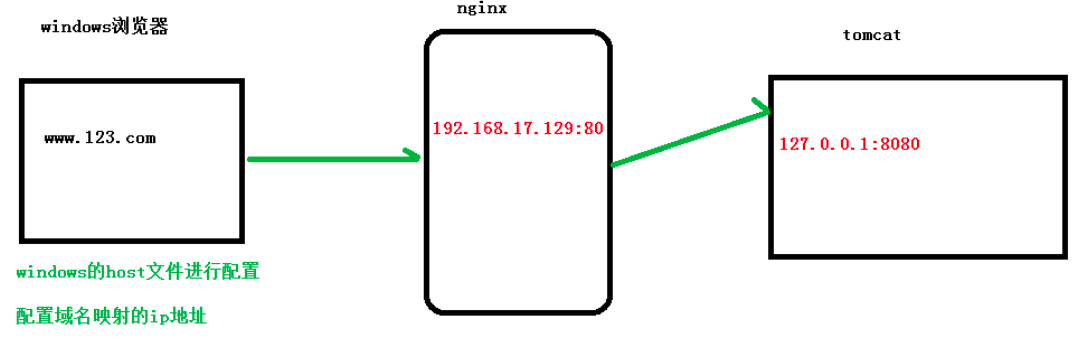 windows浏览器
nginx
tomcat
www.123.com
192.168.17.129:80
127.0.0.1:8080
windows的host文件进行配置
配置域名映射的ip地址